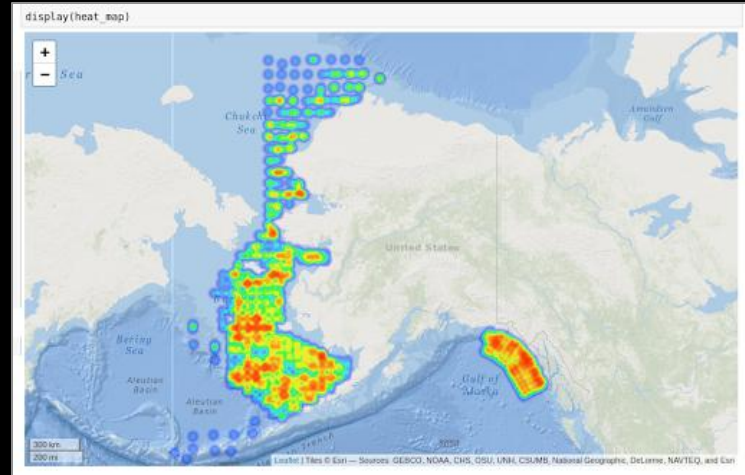 display(heat_map)
+
−
Sea
Chukchi
Sea
Amundsen
Gulf
United States
Bering
Sea
Aleutian
Basin
Aleutian
Basin
Gulf of
Alaska
Trench
300 km
200 mi
Leaflet | Tiles © Esri — Sources: GEBCO, NOAA, CHS, OSU, UNH, CSUMB, National Geographic, DeLorme, NAVTEQ, and Esri